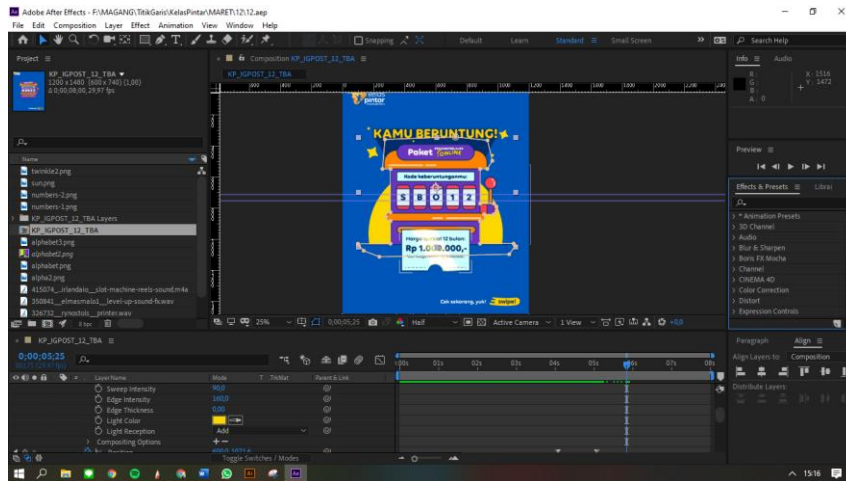 Adobe After Effects - F:\MAGANG\TitikGaris\KelasPintar\MARET\12\12.aep
File Edit Composition Layer Effect Animation View Window Help
Snapping
Default Learn Standard Small Screen
Search Help
Project
Composition KP_IGPOST_12_TBA
Info Audio
KP_IGPOST_12_TBA
1200 x 1480 (600 x 740) (1,00)
Δ 0;00;08;00, 29,97 fps
KP_IGPOST_12_TBA
R:
G:
B:
A: 0
X: 1516
Y: 1472
Name
twinkle2.png
sun.png
numbers-2.png
numbers-1.png
KP_IGPOST_12_TBA Layers
KP_IGPOST_12_TBA
alphabet3.png
alphabet2.png
alphabet.png
alpha2.png
kelas
pintar
KAMU BERUNTUNG!
Paket
ONLINE
Kode keberuntunganmu:
S B 0 1 2
Rp 1.000.000,-
Cek sekarang, yuk! swipe!
Preview
Effects & Presets Librar
* Animation Presets
3D Channel
Audio
Blur & Sharpen
Boris FX Mocha
Channel
CINEMA 4D
Color Correction
Distort
Expression Controls
8 bpc
25% 0;00;05;25 Half Active Camera 1 View +0,0
KP_IGPOST_12_TBA
0;00;05;25
Layer Name Mode T TrkMat Parent & Link
01s 02s 03s 04s 05s 07s 08s
Sweep Intensity 90,0
Edge Intensity 160,0
Edge Thickness 0,00
Light Color
Light Reception Add
Compositing Options
Toggle Switches / Modes
Paragraph Align
Align Layers to: Composition
Distribute Layers:
15:16